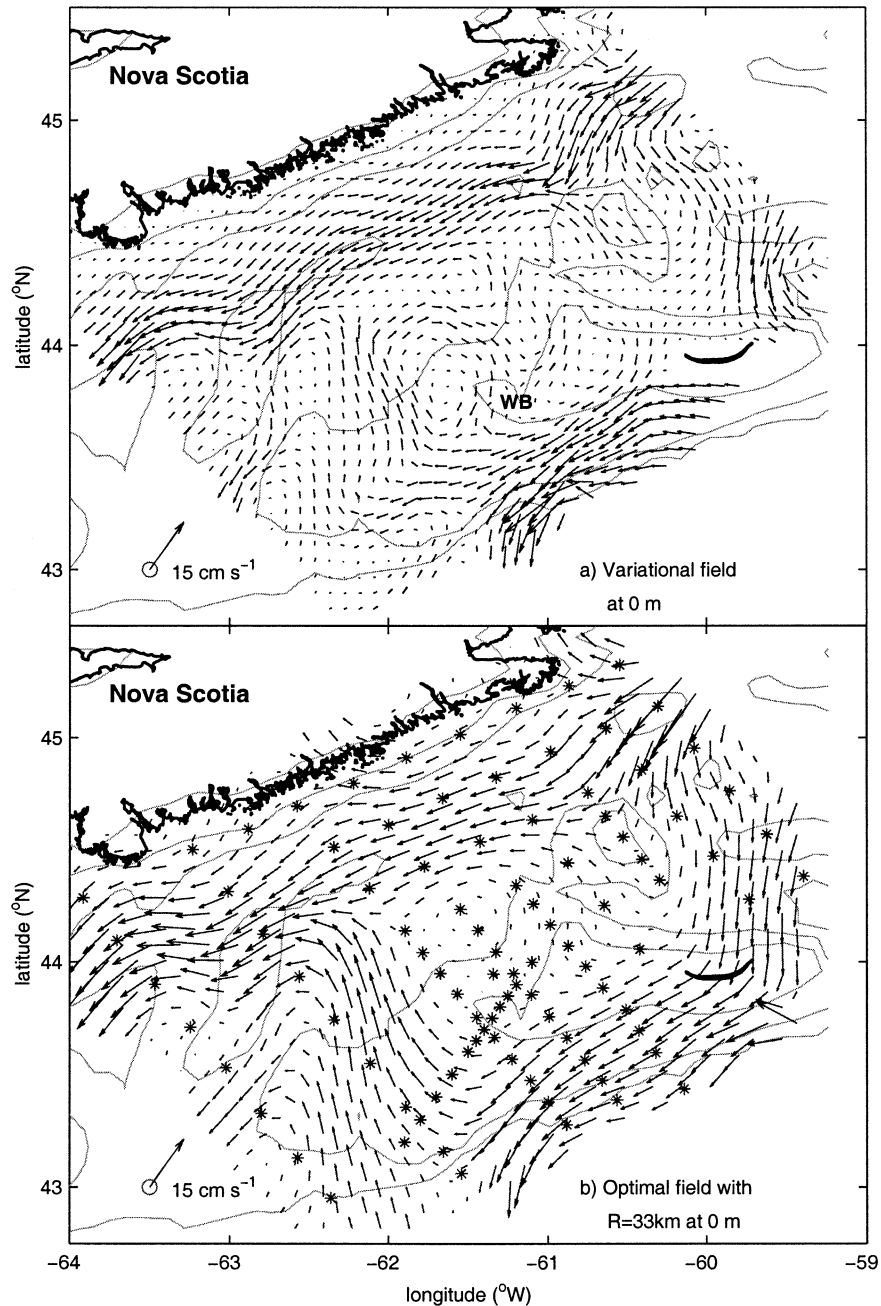 Nova Scotia
45
44
43
latitude (°N)
WB
15 cm s⁻¹
a) Variational field
at 0 m
Nova Scotia
45
44
43
latitude (°N)
15 cm s⁻¹
b) Optimal field with
R=33km at 0 m
−64 −63 −62 −61 −60 −59
longitude (°W)